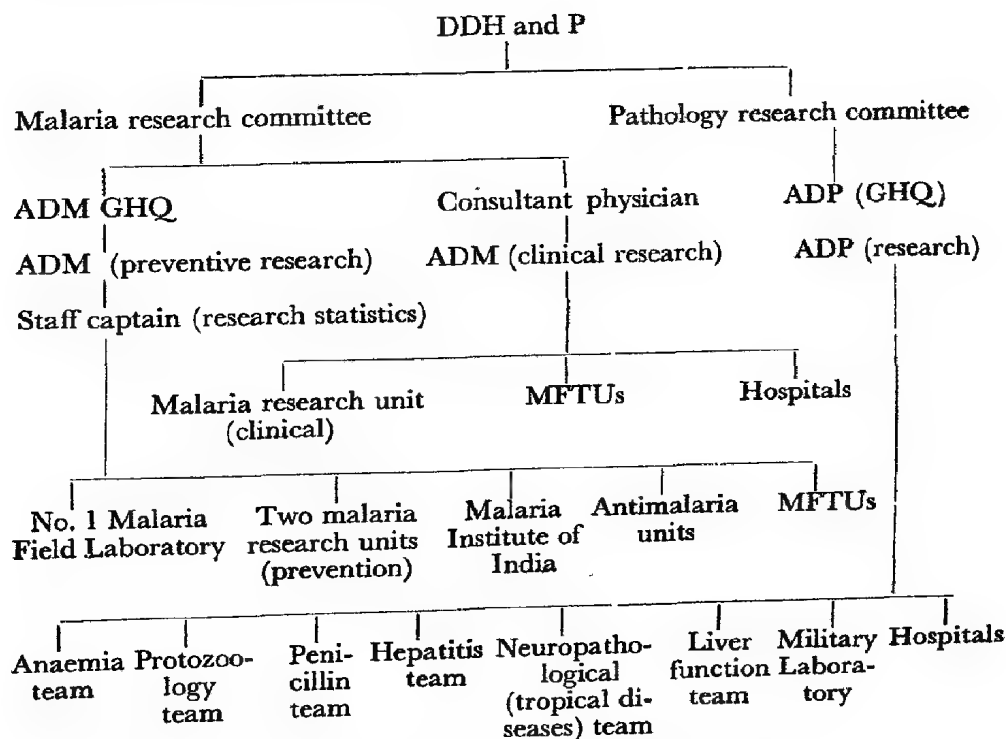 DDH and P
Malaria research committee
Pathology research committee
ADM GHQ
Consultant physician
ADP (GHQ)
ADM (preventive research)
ADM (clinical research)
ADP (research)
Staff captain (research statistics)
Malaria research unit
(clinical)
MFTUs
Hospitals
No. 1 Malaria
Field Laboratory
Two malaria
research units
(prevention)
Malaria
Institute of
India
Antimalaria
units
MFTUs
Anaemia
team
Protozoo-
logy
team
Peni-
cillin
team
Hepatitis
team
Neuropatho-
logical
(tropical di-
seases) team
Liver
function
team
Military
Labora-
tory
Hospitals